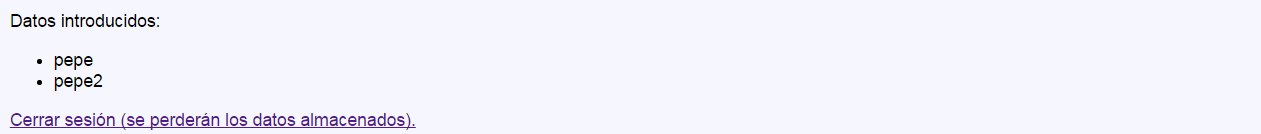 Datos introducidos:
pepe
pepe2
Cerrar sesión (se perderán los datos almacenados).